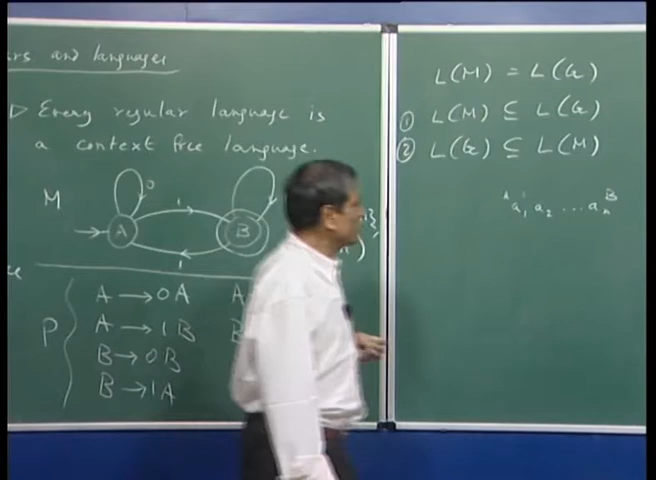 and languages
▷ Every regular language is
a context free language.
M
0
1
A B
1
P
A → 0A
A → 1B
B → 0B
B → 1A
L(M) = L(G)
① L(M) ⊆ L(G)
② L(G) ⊆ L(M)
A a₁ a₂ ... aₙ B